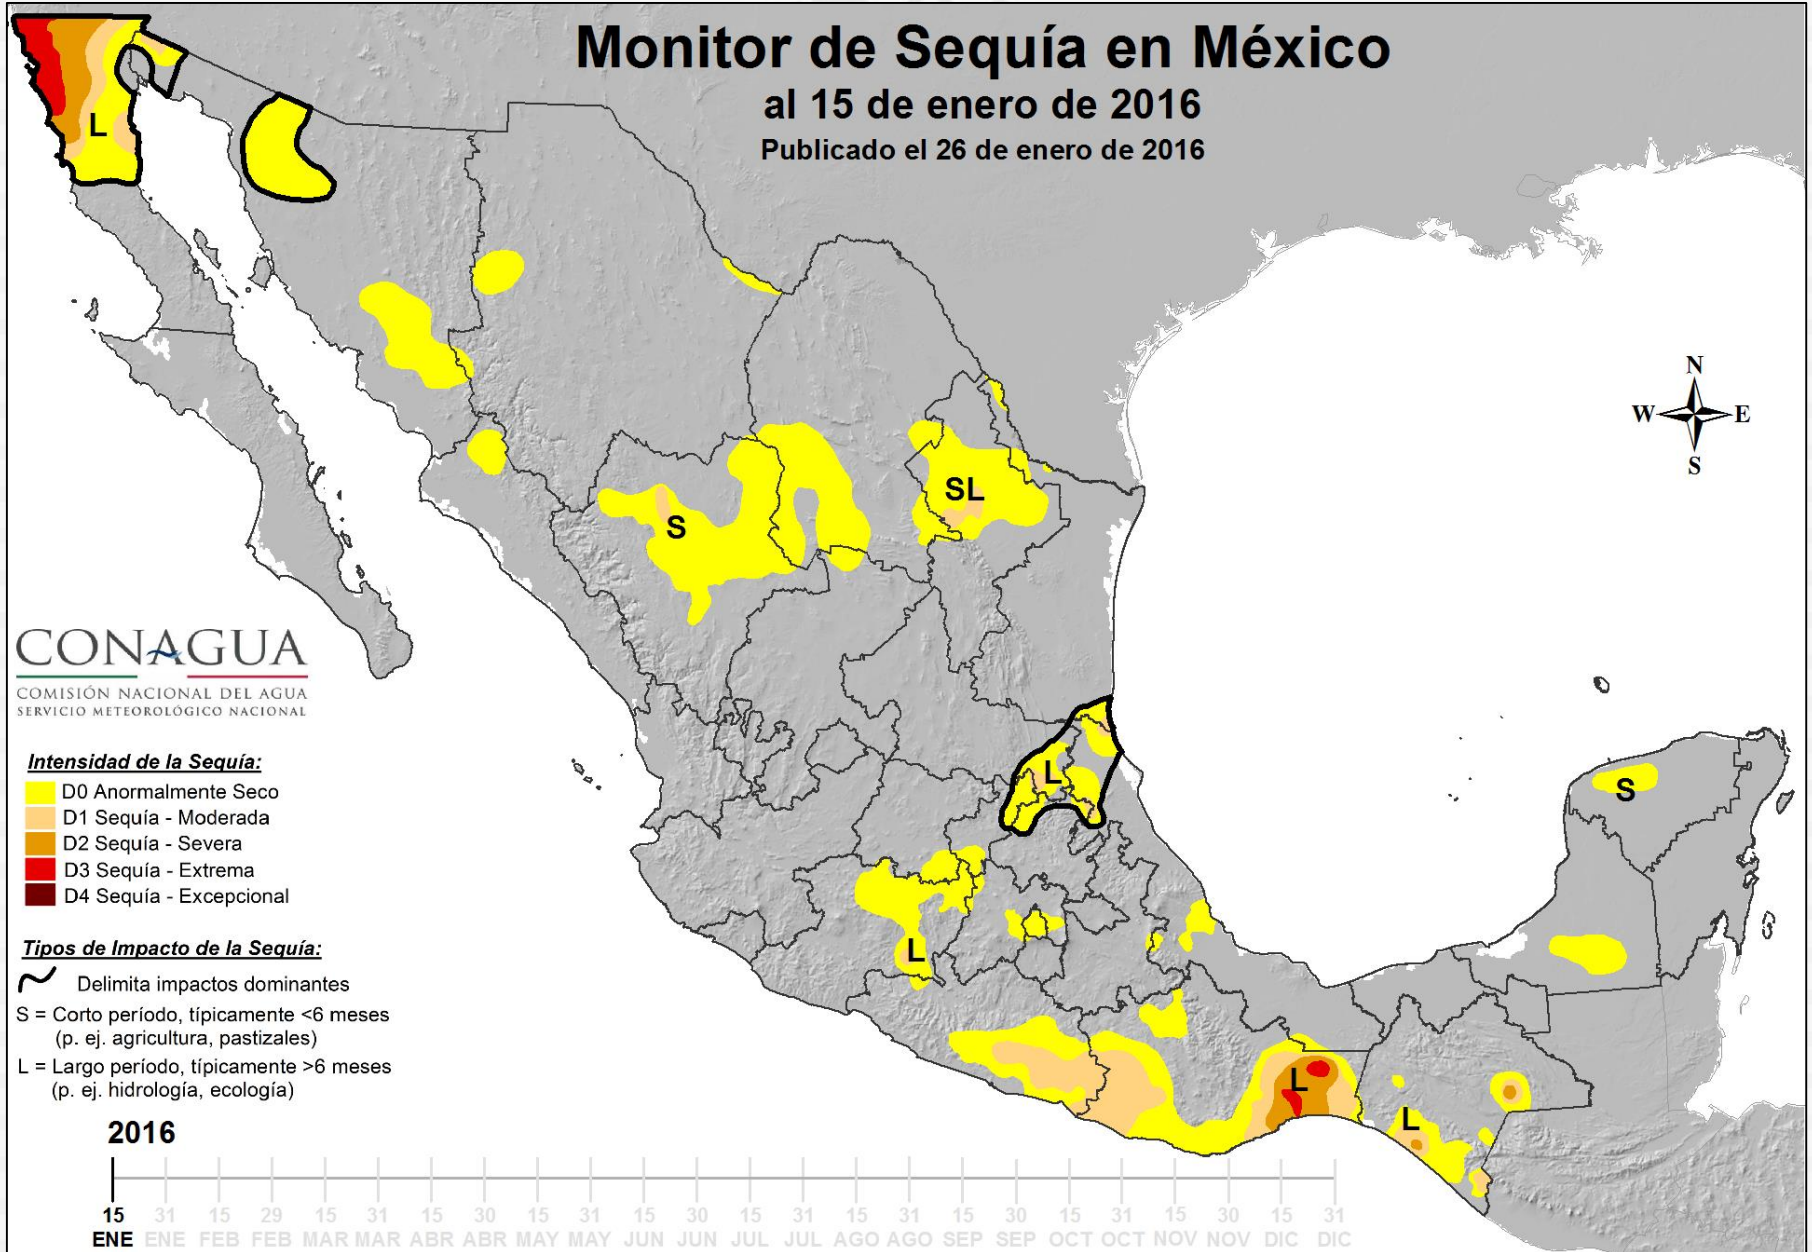 Monitor de Sequía en México
al 15 de enero de 2016
Publicado el 26 de enero de 2016
L
N
W E
S
SL
S
CONAGUA
COMISIÓN NACIONAL DEL AGUA
SERVICIO METEOROLÓGICO NACIONAL
L
S
Intensidad de la Sequía:
D0 Anormalmente Seco
D1 Sequía - Moderada
D2 Sequía - Severa
D3 Sequía - Extrema
D4 Sequía - Excepcional
L
Tipos de Impacto de la Sequía:
Delimita impactos dominantes
S = Corto período, típicamente <6 meses
(p. ej. agricultura, pastizales)
L = Largo período, típicamente >6 meses
(p. ej. hidrología, ecología)
L
L
2016
15 31 15 29 15 31 15 30 15 31 15 30 15 31 15 31 15 30 15 31 15 30 15 31
ENE ENE FEB FEB MAR MAR ABR ABR MAY MAY JUN JUN JUL JUL AGO AGO SEP SEP OCT OCT NOV NOV DIC DIC